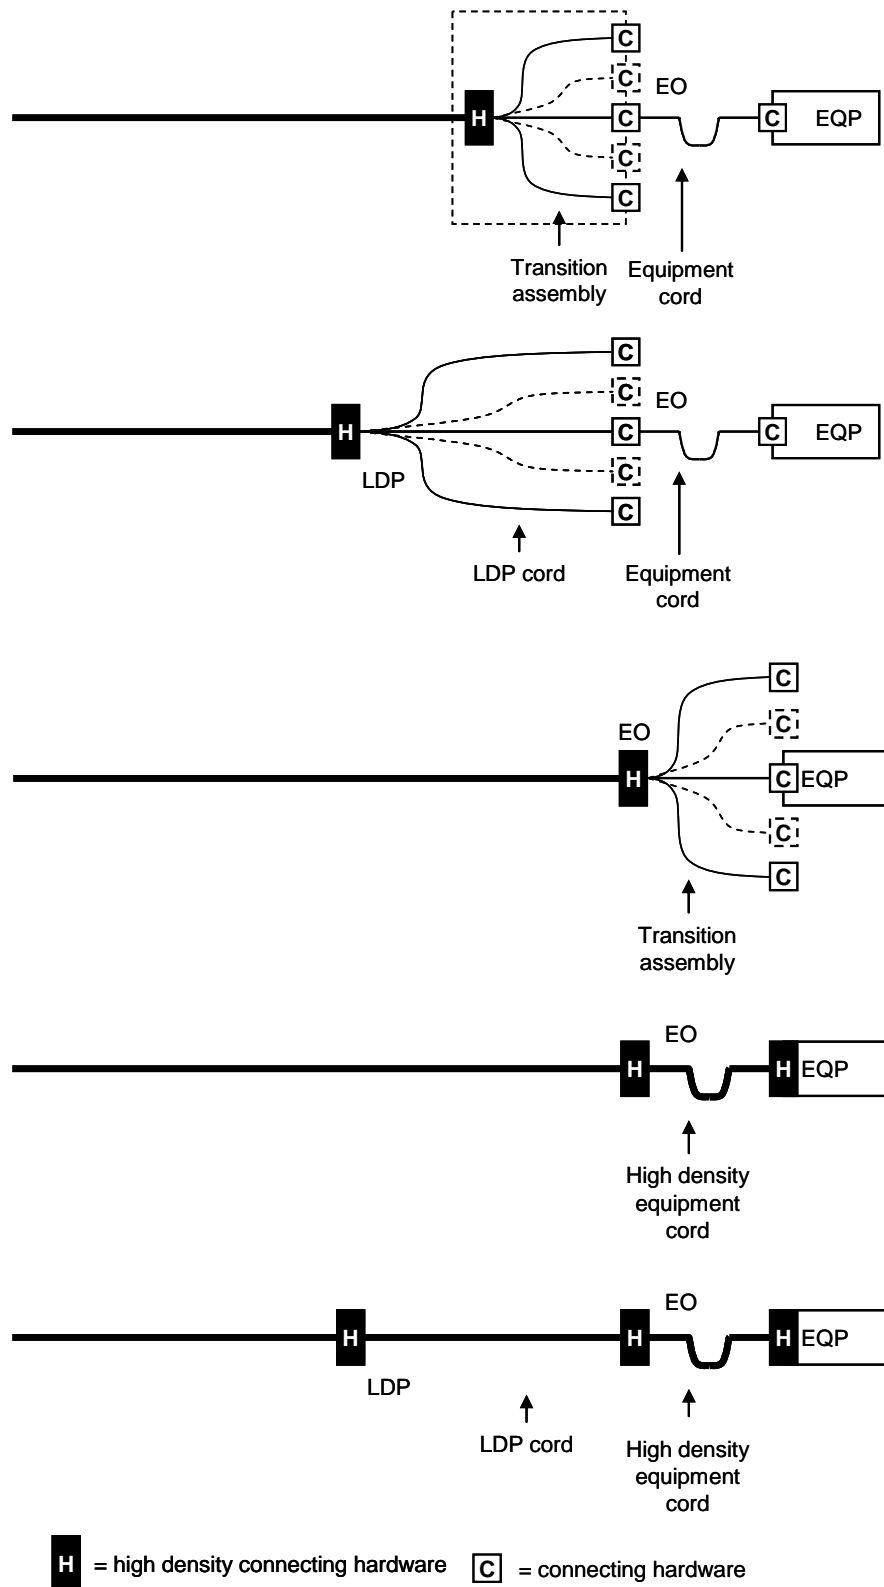 C
C
EO
H
C
C
EQP
C
C
Transition
assembly
Equipment
cord
C
C
EO
H
C
C
EQP
LDP
C
C
LDP cord
Equipment
cord
C
C
EO
H
C
EQP
C
C
Transition
assembly
EO
H
H
EQP
High density
equipment
cord
EO
H
H
H
EQP
LDP
LDP cord
High density
equipment
cord
H = high density connecting hardware
C = connecting hardware